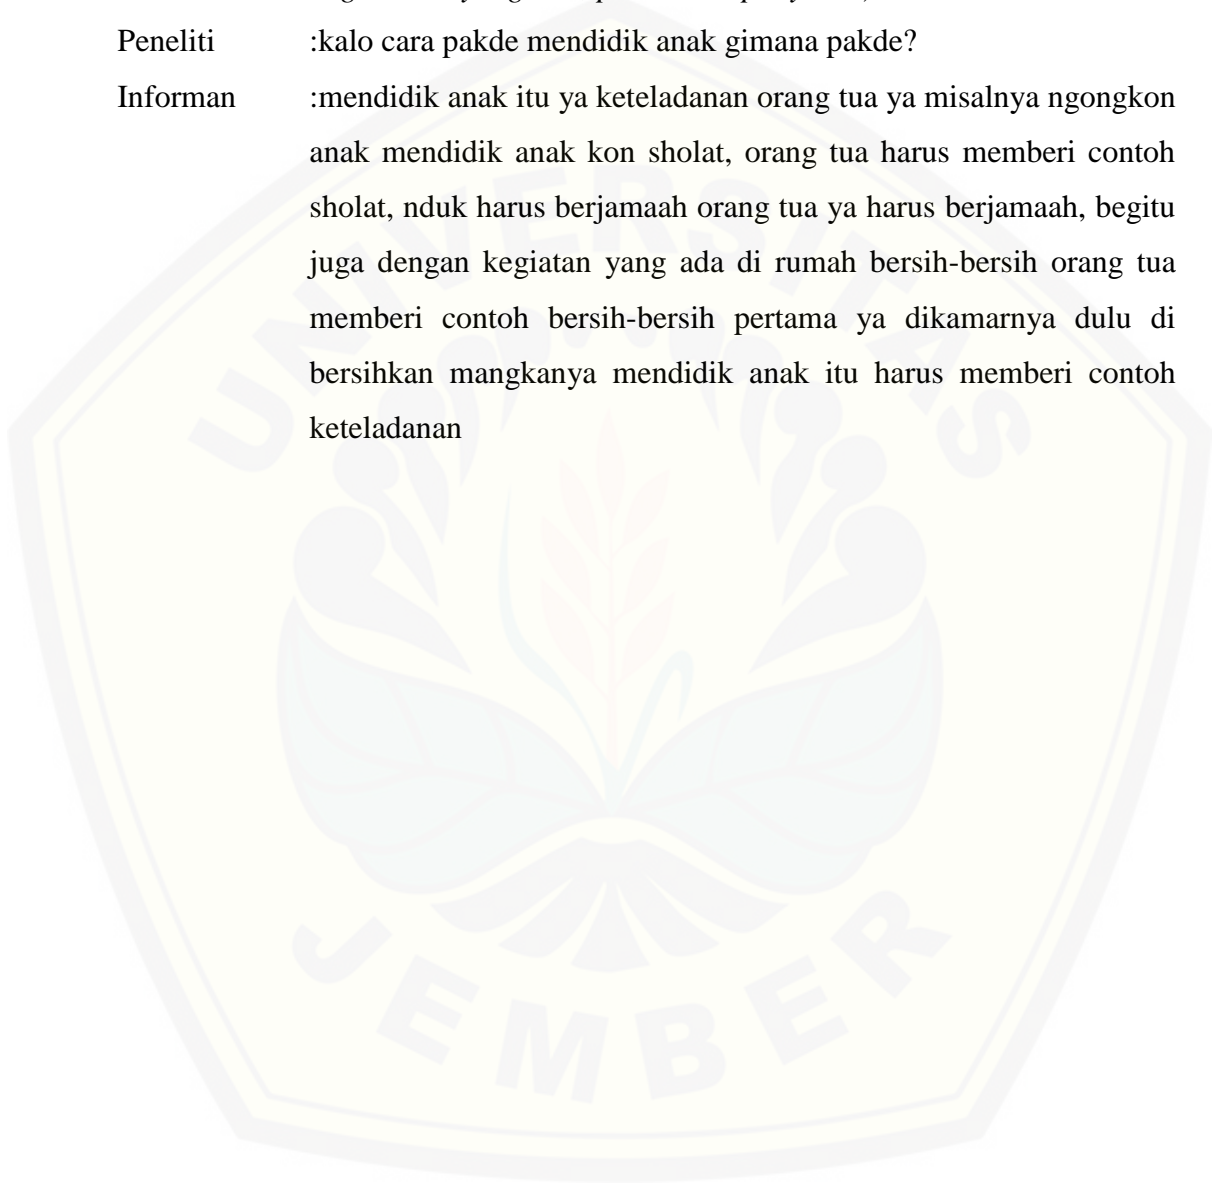 Peneliti :kalo cara pakde mendidik anak gimana pakde?
Informan :mendidik anak itu ya keteladanan orang tua ya misalnya ngongkon
anak mendidik anak kon sholat, orang tua harus memberi contoh
sholat, nduk harus berjamaah orang tua ya harus berjamaah, begitu
juga dengan kegiatan yang ada di rumah bersih-bersih orang tua
memberi contoh bersih-bersih pertama ya dikamarnya dulu di
bersihkan mangkanya mendidik anak itu harus memberi contoh
keteladanan
UNIVERSITAS
JEMBER